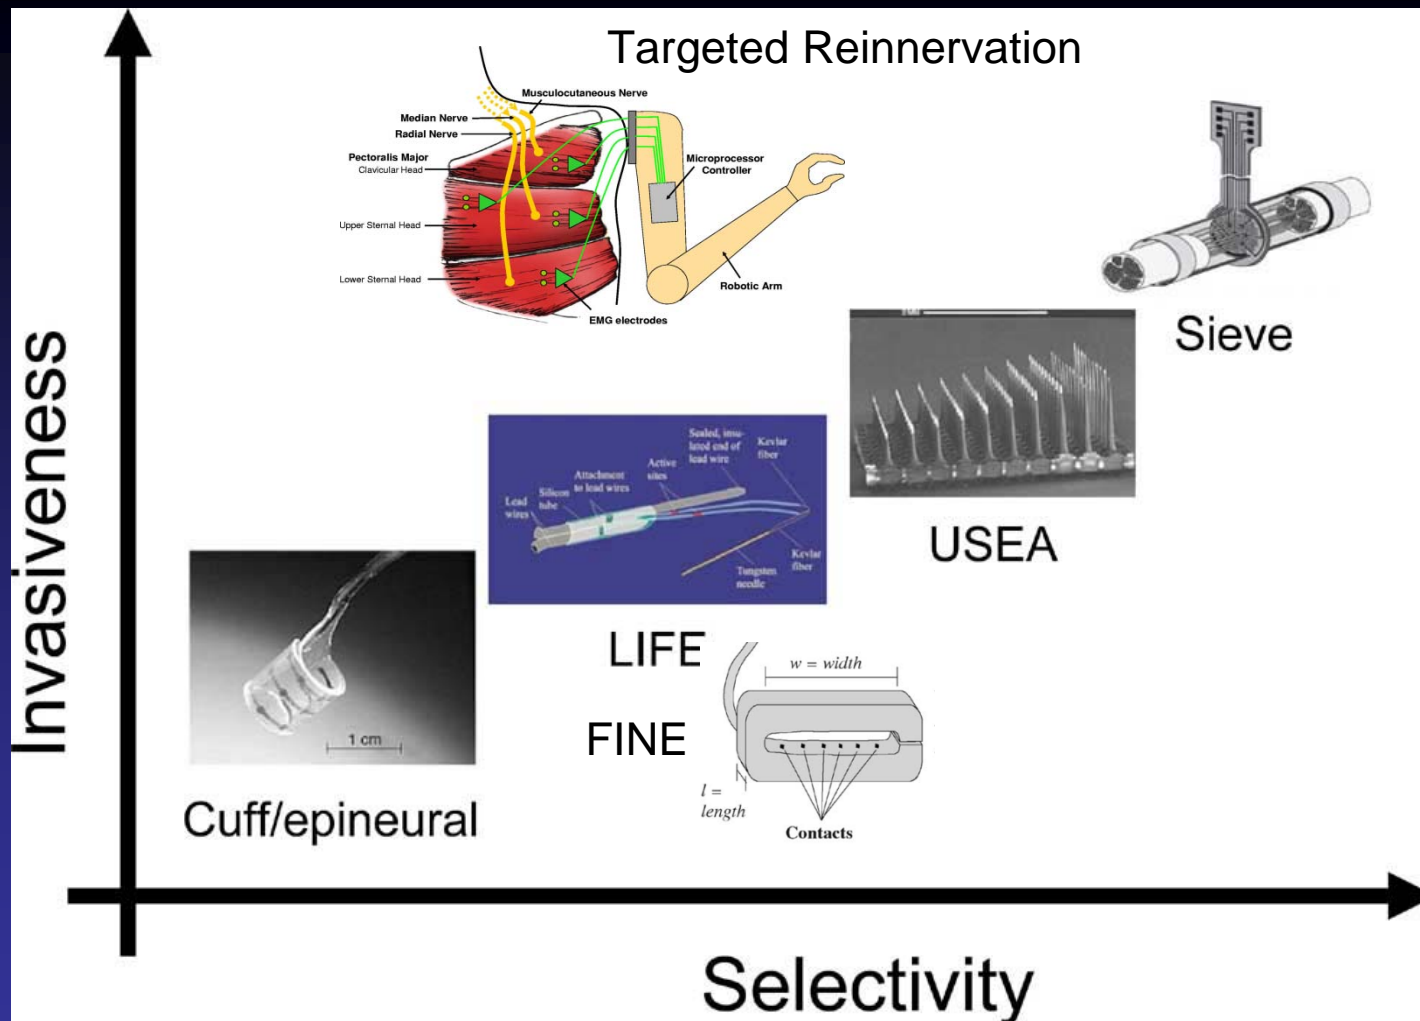 Targeted Reinnervation
Musculocutaneous Nerve
Median Nerve
Radial Nerve
Pectoralis Major
Clavicular Head
Upper Sternal Head
Lower Sternal Head
Microprocessor
Controller
Robotic Arm
EMG electrodes
Sieve
USEA
Lead
wires
Silicon
tube
Attachment
to lead wires
Active
sites
Sealed, insu-
lated end of
lead wire
Kevlar
fiber
Tungsten
needle
Kevlar
fiber
LIFE
1 cm
Cuff/epineural
FINE
w = width
l =
length
Contacts
Invasiveness
Selectivity